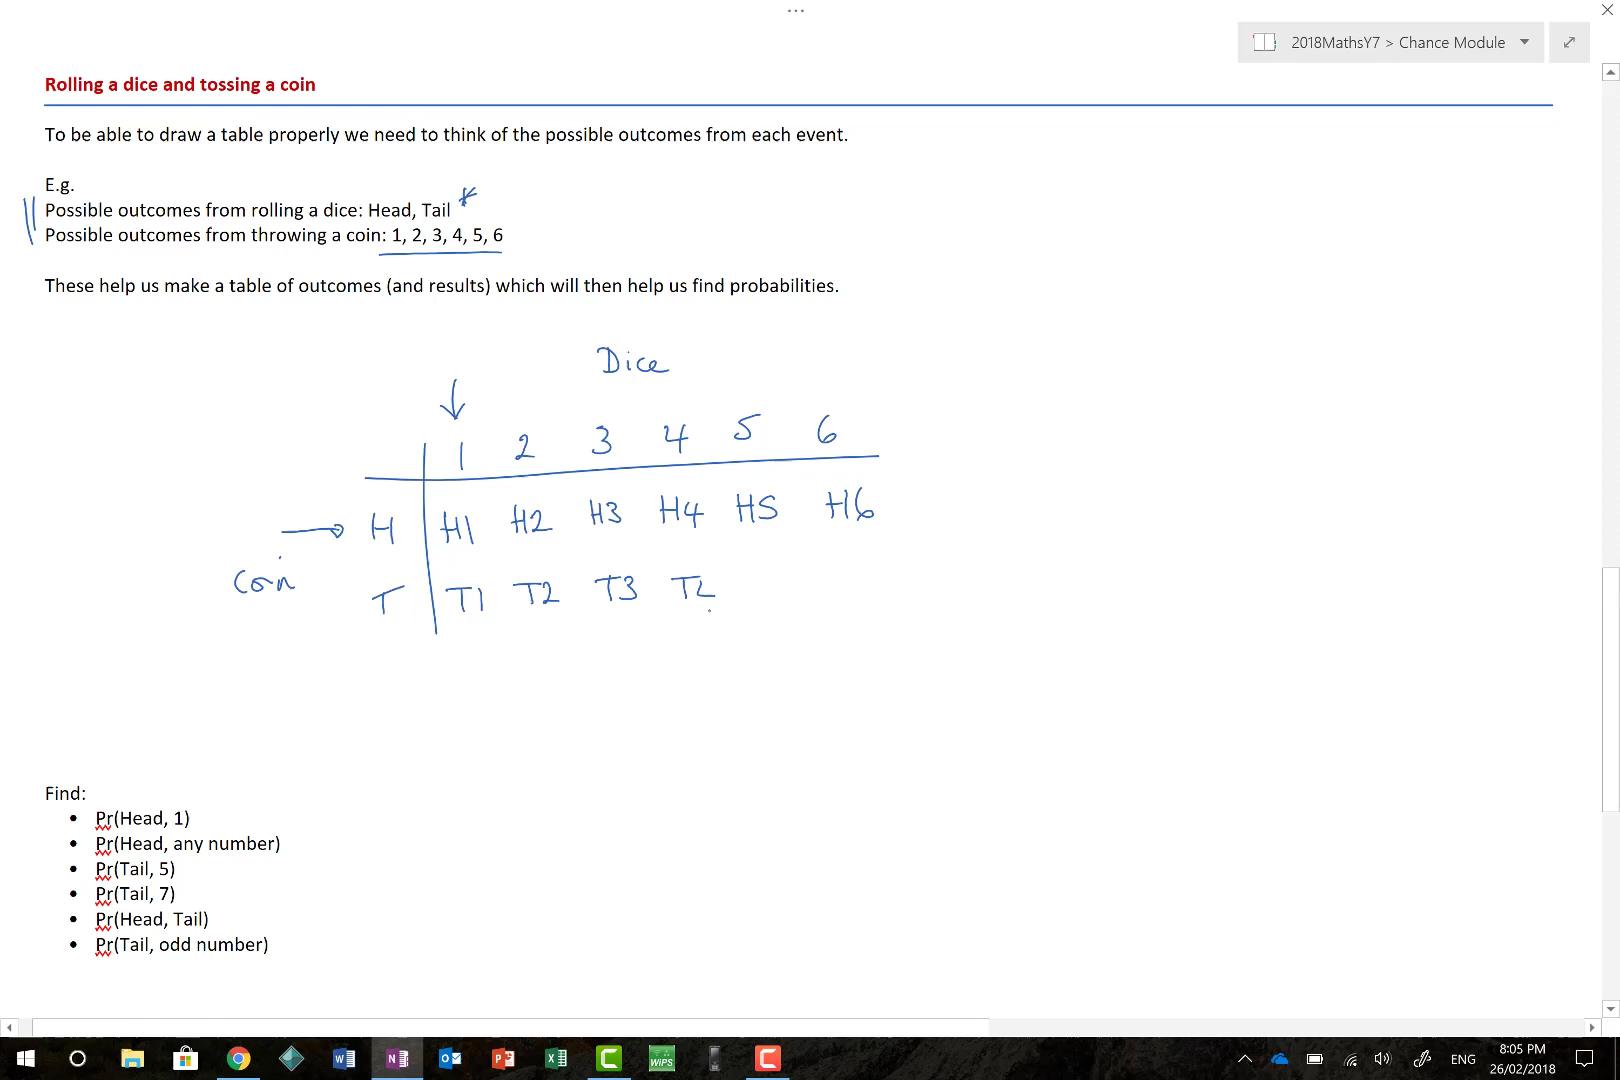 2018MathsY7 > Chance Module
Rolling a dice and tossing a coin
To be able to draw a table properly we need to think of the possible outcomes from each event.
E.g.
Possible outcomes from rolling a dice: Head, Tail *
Possible outcomes from throwing a coin: 1, 2, 3, 4, 5, 6
These help us make a table of outcomes (and results) which will then help us find probabilities.
Dice
1 2 3 4 5 6
H H1 H2 H3 H4 H5 H6
Coin
T T1 T2 T3 T
Find:
• Pr(Head, 1)
• Pr(Head, any number)
• Pr(Tail, 5)
• Pr(Tail, 7)
• Pr(Head, Tail)
• Pr(Tail, odd number)
WiPS
ENG
8:05 PM
26/02/2018